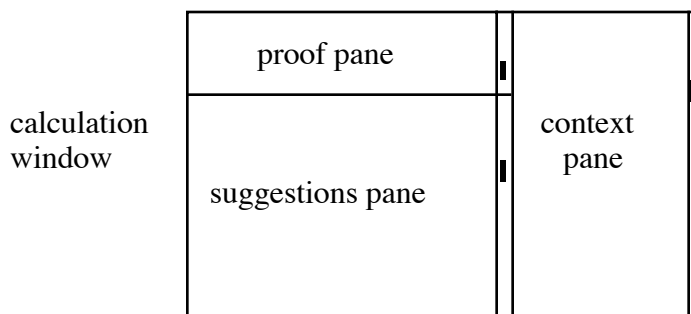 proof pane
calculation
window
context
pane
suggestions pane